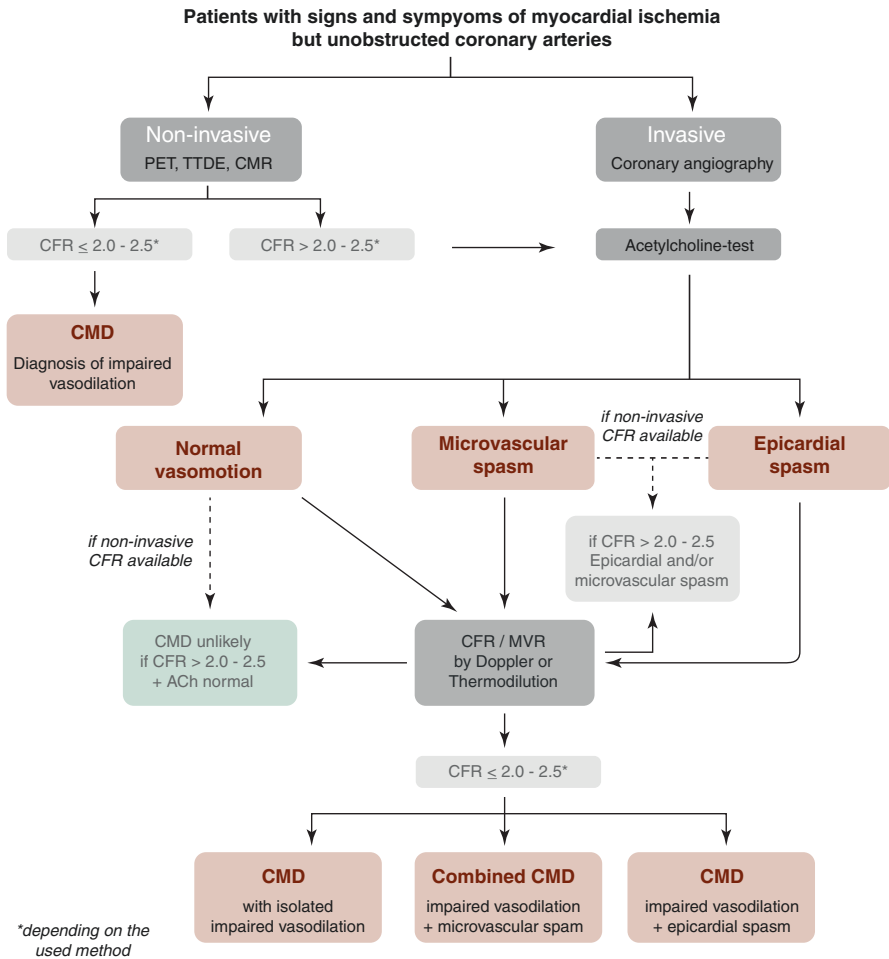 Patients with signs and sympyoms of myocardial ischemia
but unobstructed coronary arteries
Non-invasive
PET, TTDE, CMR
Invasive
Coronary angiography
CFR ≤ 2.0 - 2.5*
CFR > 2.0 - 2.5*
Acetylcholine-test
CMD
Diagnosis of impaired
vasodilation
Normal
vasomotion
Microvascular
spasm
if non-invasive
CFR available
Epicardial
spasm
if non-invasive
CFR available
if CFR > 2.0 - 2.5
Epicardial and/or
microvascular spasm
CMD unlikely
if CFR > 2.0 - 2.5
+ ACh normal
CFR / MVR
by Doppler or
Thermodilution
CFR ≤ 2.0 - 2.5*
CMD
with isolated
impaired vasodilation
Combined CMD
impaired vasodilation
+ microvascular spam
CMD
impaired vasodilation
+ epicardial spasm
*depending on the
used method